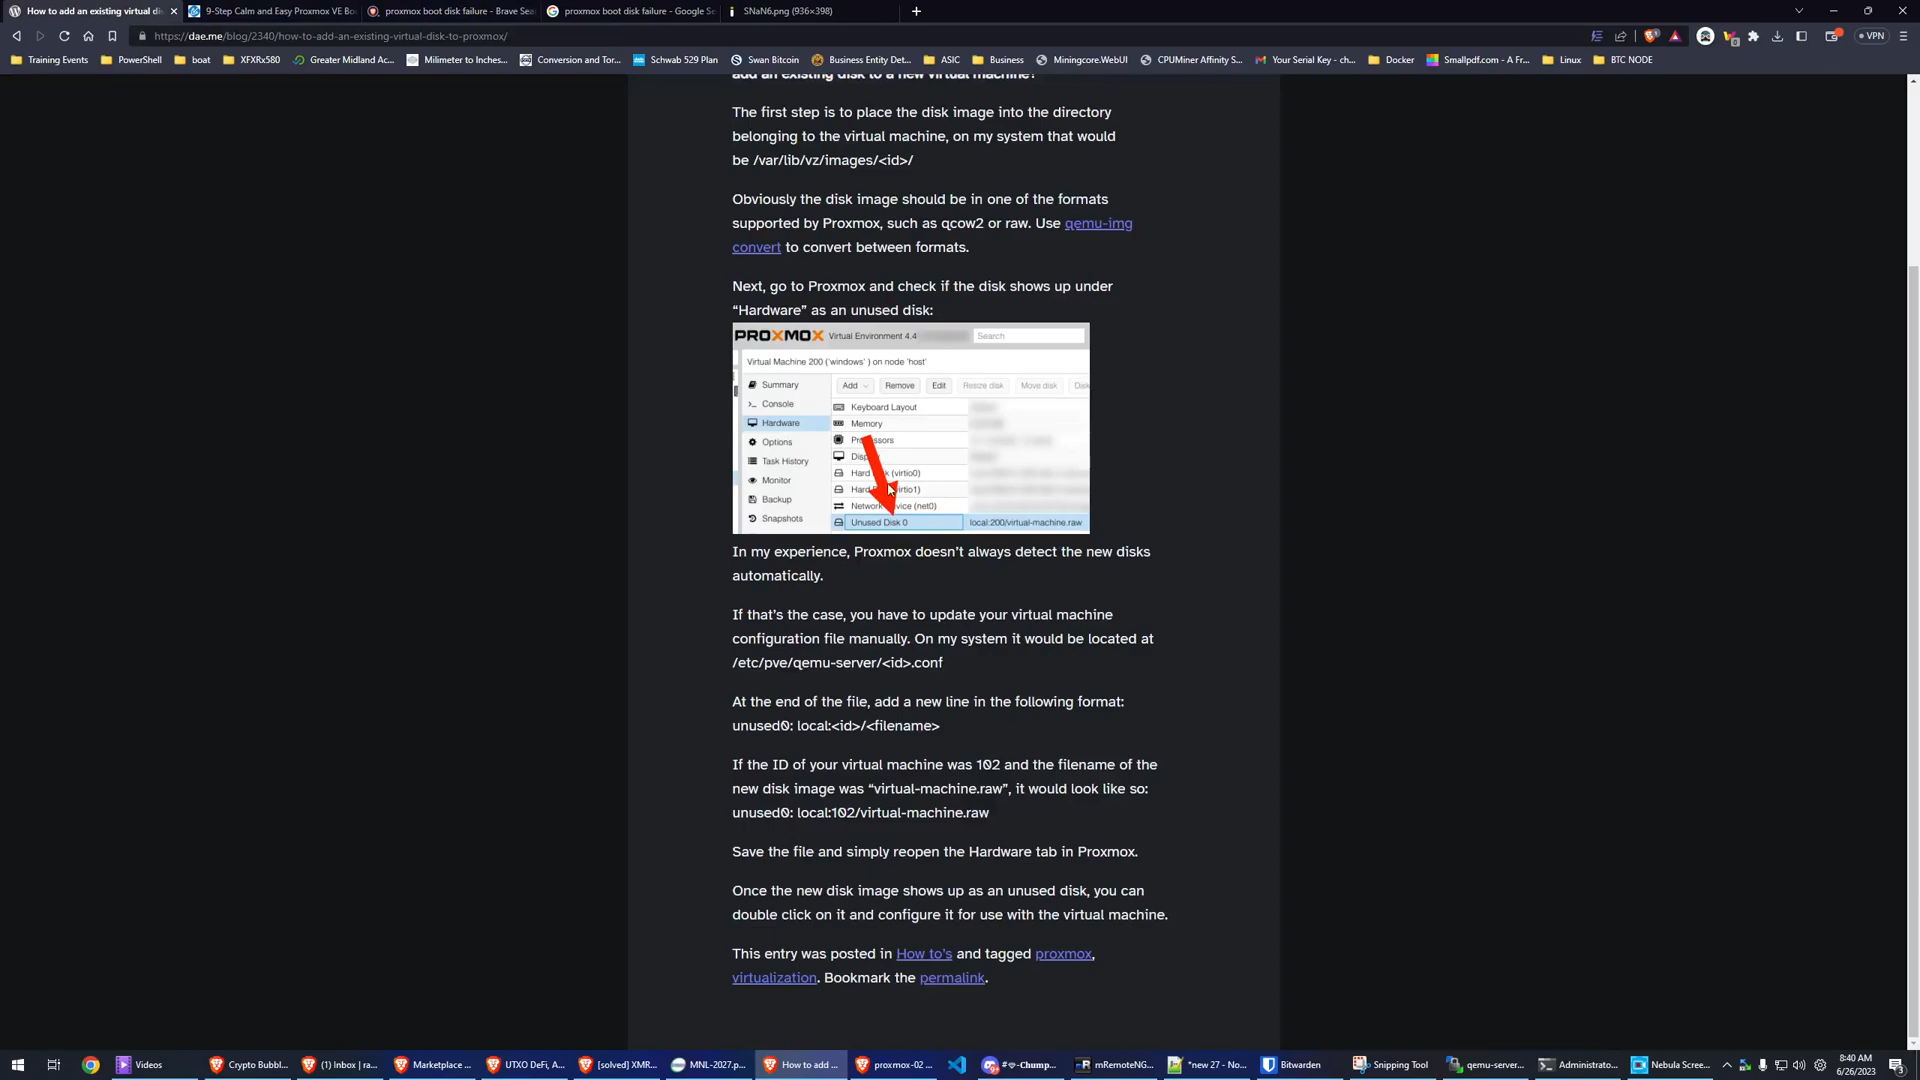 How to add an existing virtual di
9-Step Calm and Easy Proxmox VE Bo
proxmox boot disk failure - Brave Sea
proxmox boot disk failure - Google Se
SNaN6.png (936×398)
https://dae.me/blog/2340/how-to-add-an-existing-virtual-disk-to-proxmox/
VPN
Training Events
PowerShell
boat
XFXRx580
Greater Midland Ac...
Milimeter to Inches...
Conversion and Tor...
Schwab 529 Plan
Swan Bitcoin
Business Entity Det...
ASIC
Business
Miningcore.WebUI
CPUMiner Affinity S...
Your Serial Key - ch...
Docker
Smallpdf.com - A Fr...
Linux
BTC NODE
add an existing disk to a new virtual machine?
The first step is to place the disk image into the directory
belonging to the virtual machine, on my system that would
be /var/lib/vz/images/<id>/
Obviously the disk image should be in one of the formats
supported by Proxmox, such as qcow2 or raw. Use qemu-img
convert to convert between formats.
Next, go to Proxmox and check if the disk shows up under
“Hardware” as an unused disk:
PROXMOX Virtual Environment 4.4
Search
Virtual Machine 200 ('windows' ) on node 'host'
Summary
Add
Remove
Edit
Resize disk
Move disk
Disk
Console
Keyboard Layout
Hardware
Memory
Options
Task History
Hard (virtio0)
Monitor
Backup
Snapshots
Unused Disk 0
local:200/virtual-machine.raw
In my experience, Proxmox doesn’t always detect the new disks
automatically.
If that’s the case, you have to update your virtual machine
configuration file manually. On my system it would be located at
/etc/pve/qemu-server/<id>.conf
At the end of the file, add a new line in the following format:
unused0: local:<id>/<filename>
If the ID of your virtual machine was 102 and the filename of the
new disk image was “virtual-machine.raw”, it would look like so:
unused0: local:102/virtual-machine.raw
Save the file and simply reopen the Hardware tab in Proxmox.
Once the new disk image shows up as an unused disk, you can
double click on it and configure it for use with the virtual machine.
This entry was posted in How to’s and tagged proxmox,
virtualization. Bookmark the permalink.
Videos
Crypto Bubbl...
(1) Inbox | ra...
Marketplace ...
UTXO DeFi, A...
[solved] XMR...
MNL-2027.p...
How to add ...
proxmox-02 ...
Chump...
mRemoteNG...
*new 27 - No...
Bitwarden
Snipping Tool
qemu-server...
Administrato...
Nebula Scree...
8:40 AM
6/26/2023